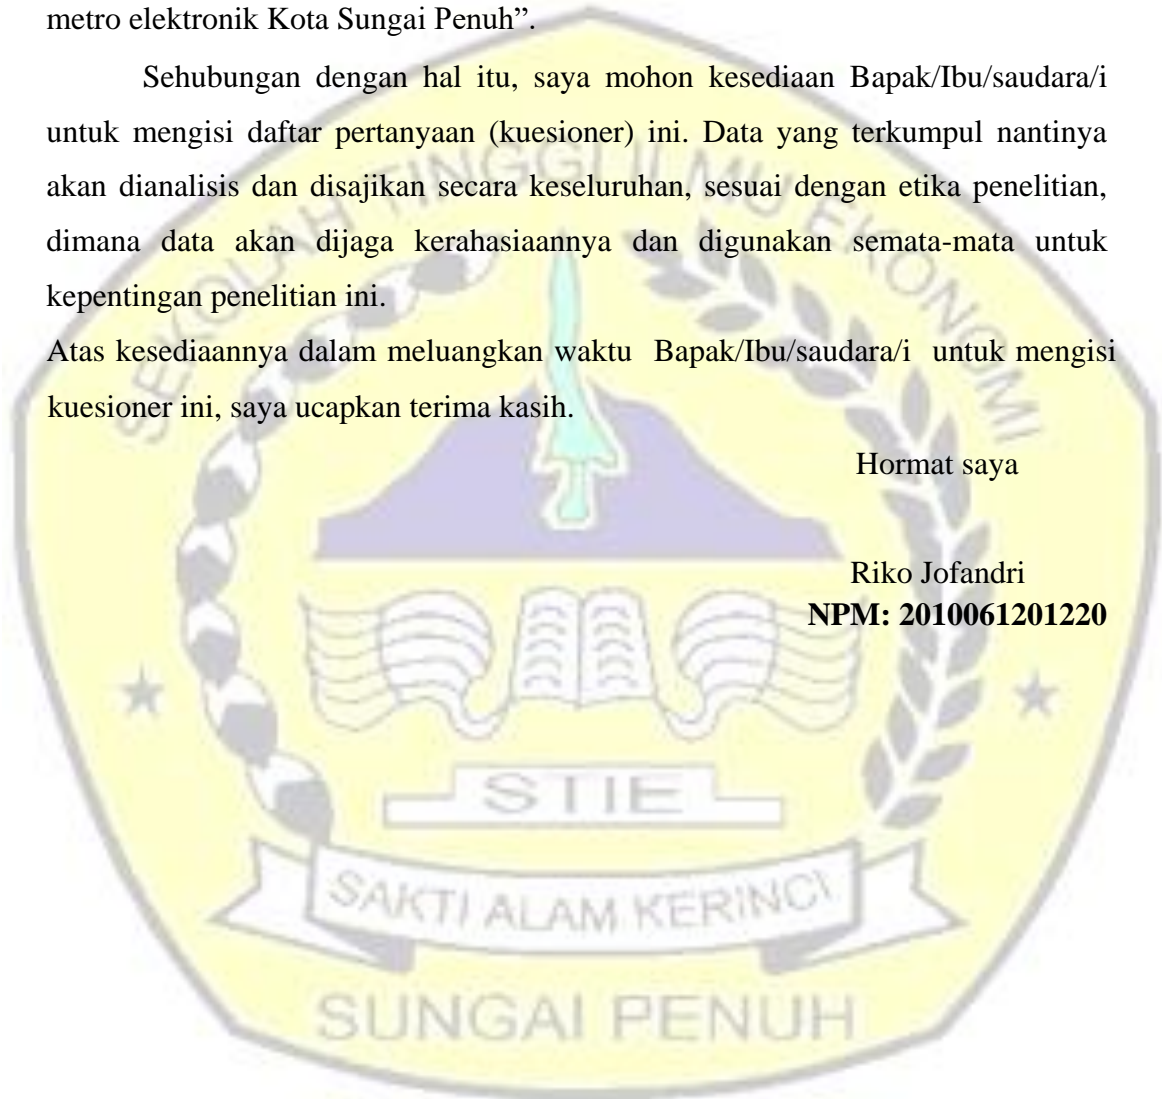 metro elektronik Kota Sungai Penuh”.
Sehubungan dengan hal itu, saya mohon kesediaan Bapak/Ibu/saudara/i
untuk mengisi daftar pertanyaan (kuesioner) ini. Data yang terkumpul nantinya
akan dianalisis dan disajikan secara keseluruhan, sesuai dengan etika penelitian,
dimana data akan dijaga kerahasiaannya dan digunakan semata-mata untuk
kepentingan penelitian ini.
Atas kesediaannya dalam meluangkan waktu Bapak/Ibu/saudara/i untuk mengisi
kuesioner ini, saya ucapkan terima kasih.
Hormat saya
Riko Jofandri
NPM: 2010061201220
SEKOLAH TINGGI ILMU EKONOMI
STIE
SAKTI ALAM KERINCI
SUNGAI PENUH